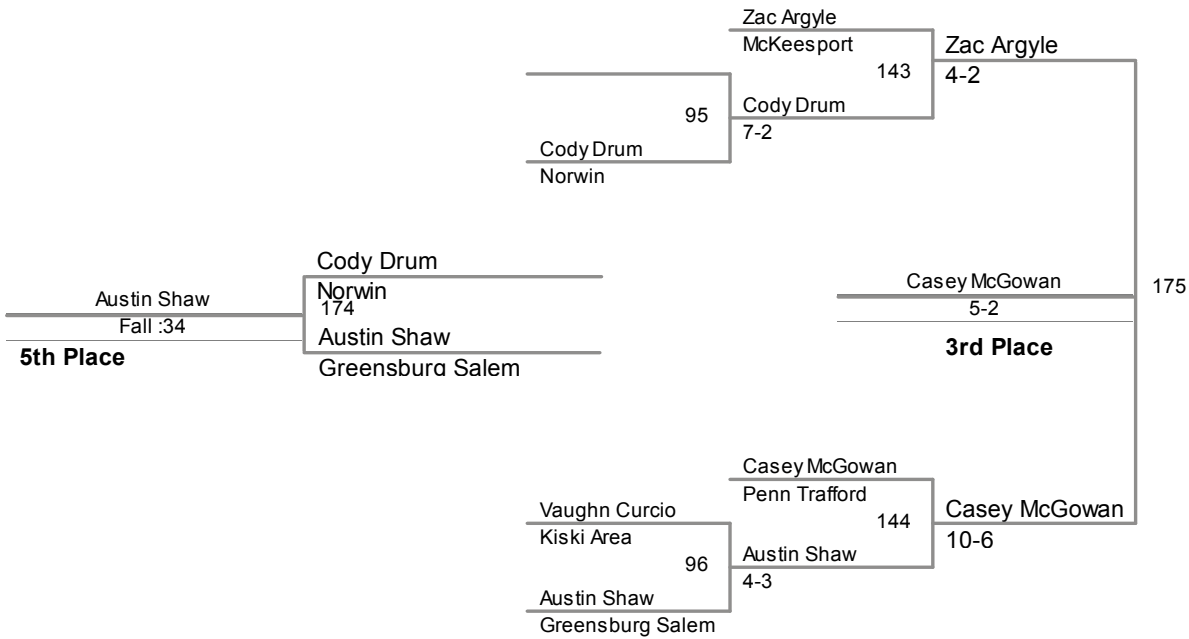 Zac Argyle
McKeesport
143
Zac Argyle
4-2
95
Cody Drum
7-2
Cody Drum
Norwin
Cody Drum
Norwin
174
Austin Shaw
Fall :34
5th Place
Austin Shaw
Greensburg Salem
Casey McGowan
5-2
3rd Place
175
Casey McGowan
Penn Trafford
144
Casey McGowan
10-6
Vaughn Curcio
Kiski Area
96
Austin Shaw
4-3
Austin Shaw
Greensburg Salem